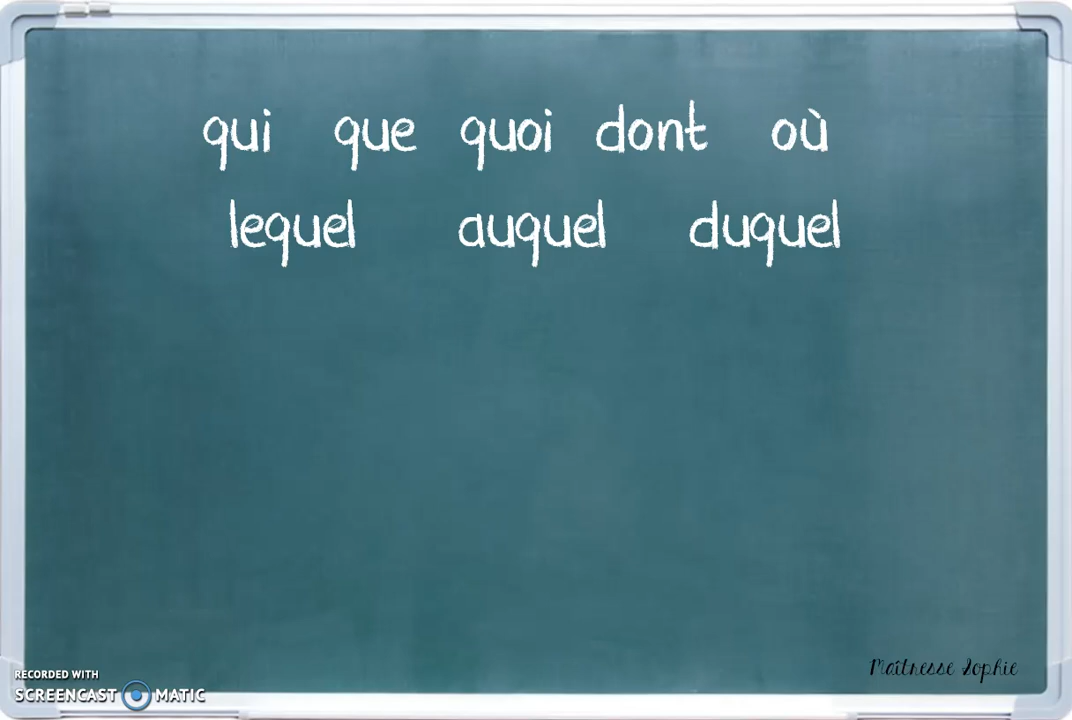 qui que quoi dont où
lequel auquel duquel
Maîtresse Sophie
RECORDED WITH
SCREENCAST MATIC